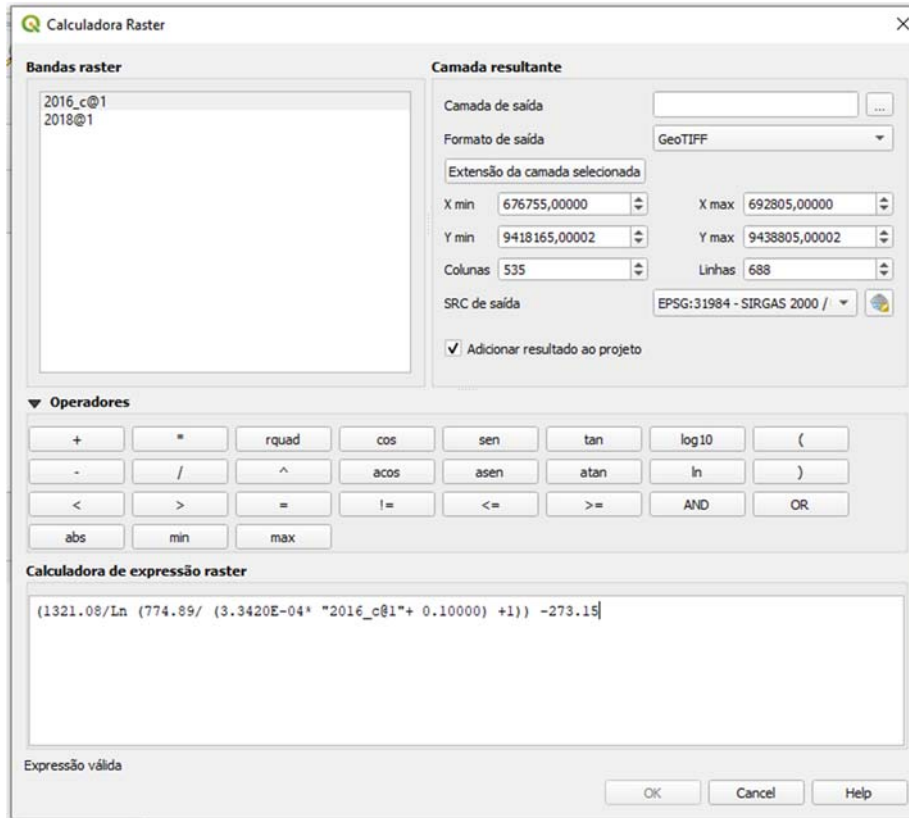 Calculadora Raster
Bandas raster
2016_c@1
2018@1
Camada resultante
Camada de saída
...
Formato de saída GeoTIFF
Extensão da camada selecionada
X min 676755,00000 X max 692805,00000
Y min 9418165,00002 Y max 9438805,00002
Colunas 535 Linhas 688
SRC de saída EPSG:31984 - SIRGAS 2000 /
Adicionar resultado ao projeto
Operadores
+ * rquad cos sen tan log10 (
- / ^ acos asen atan ln )
< > = != <= >= AND OR
abs min max
Calculadora de expressão raster
(1321.08/Ln (774.89/ (3.3420E-04* "2016_c@1"+ 0.10000) +1)) -273.15
Expressão válida
OK Cancel Help